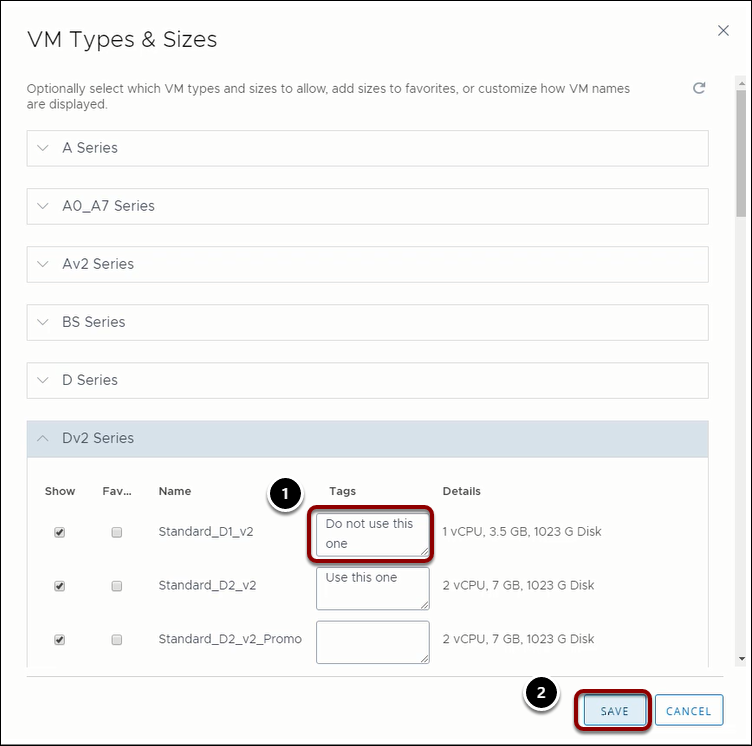 VM Types & Sizes
Optionally select which VM types and sizes to allow, add sizes to favorites, or customize how VM names
are displayed.
A Series
A0_A7 Series
Av2 Series
BS Series
D Series
Dv2 Series
Show Fav... Name Tags Details
1
Standard_D1_v2 Do not use this 1 vCPU, 3.5 GB, 1023 G Disk
one
Standard_D2_v2 Use this one 2 vCPU, 7 GB, 1023 G Disk
Standard_D2_v2_Promo 2 vCPU, 7 GB, 1023 G Disk
2
SAVE CANCEL